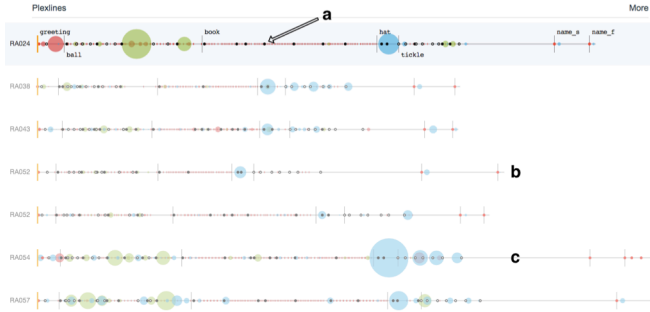 Plexlines More
a
greeting book hat name_s name_f
RA024
ball tickle
RA038
RA043
RA052 b
RA052
RA054 c
RA057